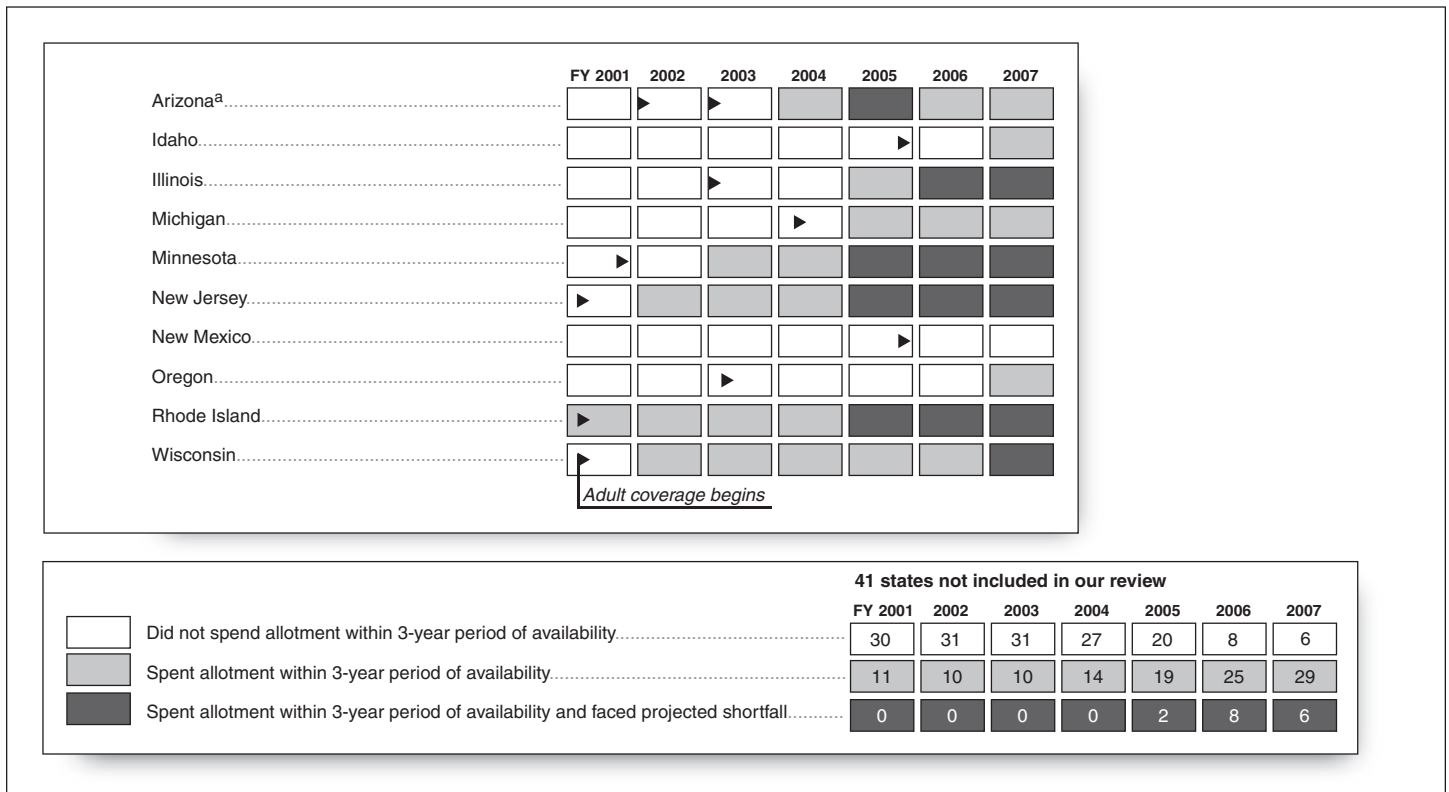 FY 2001 2002 2003 2004 2005 2006 2007
Arizonaa
Idaho
Illinois
Michigan
Minnesota
New Jersey
New Mexico
Oregon
Rhode Island
Wisconsin
Adult coverage begins
41 states not included in our review
FY 2001 2002 2003 2004 2005 2006 2007
Did not spend allotment within 3-year period of availability 30 31 31 27 20 8 6
Spent allotment within 3-year period of availability 11 10 10 14 19 25 29
Spent allotment within 3-year period of availability and faced projected shortfall 0 0 0 0 2 8 6